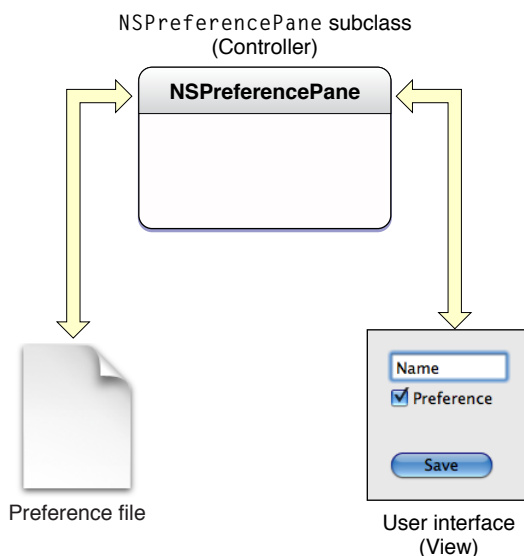 NSPreferencePane subclass
(Controller)
NSPreferencePane
Name
Preference
Save
Preference file
User interface
(View)